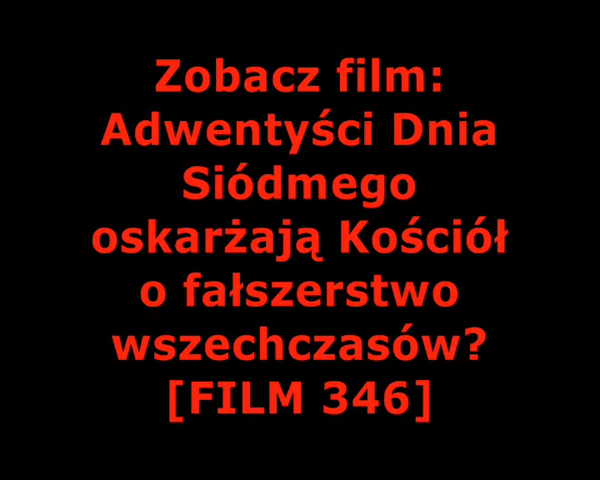 Zobacz film:
Adwentyści Dnia
Siódmego
oskarżają Kościół
o fałszerstwo
wszechczasów?
[FILM 346]